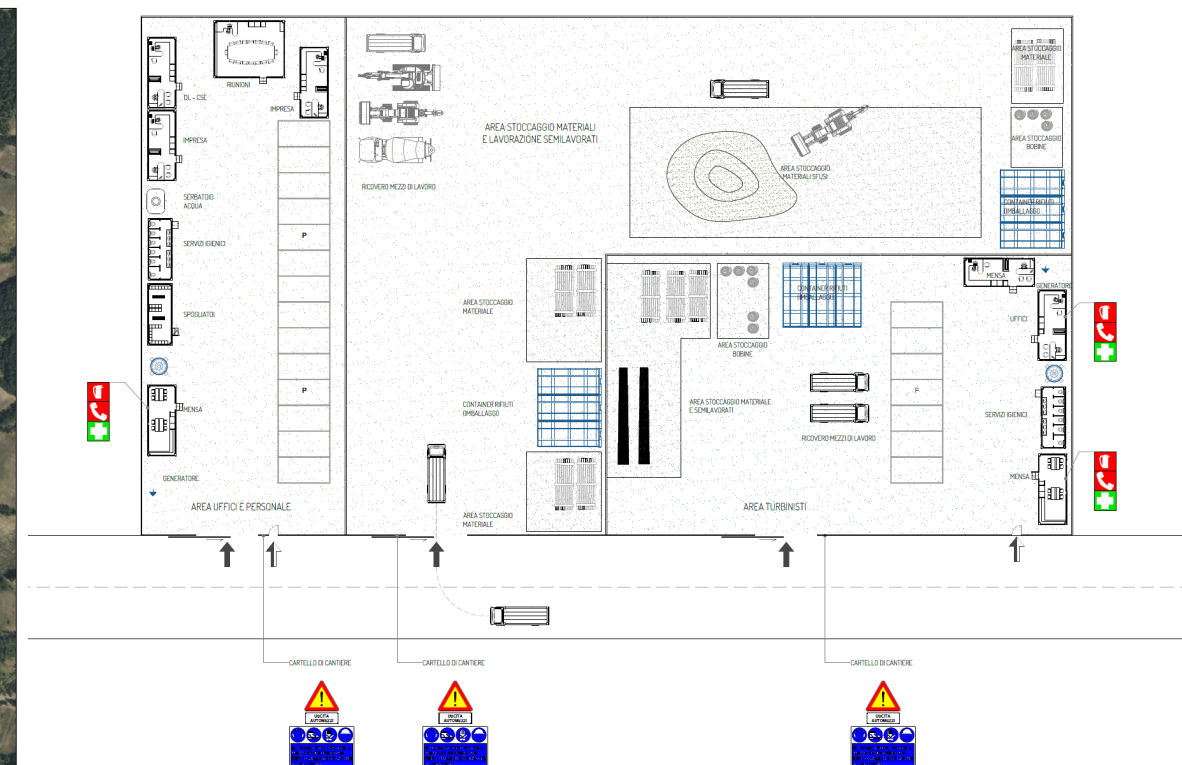 DL - CSE
RIUNIONI
IMPRESA
IMPRESA
SERBATOIO
ACQUA
SERVIZI IGIENICI
SPOGLIATOI
MENSA
GENERATORE
AREA UFFICI E PERSONALE
P
P
RICOVERO MEZZI DI LAVORO
AREA STOCCAGGIO MATERIALI
E LAVORAZIONE SEMILAVORATI
AREA STOCCAGGIO
MATERIALI SFUSI
AREA STOCCAGGIO
MATERIALE
AREA STOCCAGGIO
BOBINE
CONTAINER RIFIUTI
(IMBALLAGGIO)
AREA STOCCAGGIO
MATERIALE
CONTAINER RIFIUTI
(IMBALLAGGIO)
AREA STOCCAGGIO
MATERIALE
AREA STOCCAGGIO
BOBINE
CONTAINER RIFIUTI
(IMBALLAGGIO)
AREA STOCCAGGIO MATERIALE
E SEMILAVORATI
RICOVERO MEZZI DI LAVORO
P
MENSA
GENERATORE
UFFICI
SERVIZI IGIENICI
MENSA
AREA TURBINISTI
CARTELLO DI CANTIERE
CARTELLO DI CANTIERE
CARTELLO DI CANTIERE
USCITA
AUTOMEZZI
USCITA
AUTOMEZZI
USCITA
AUTOMEZZI